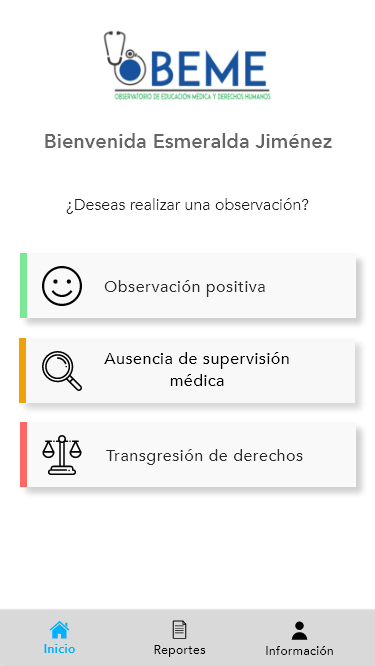 OBEME
OBSERVATORIO DE EDUCACIÓN MÉDICA Y DERECHOS HUMANOS
Bienvenida Esmeralda Jiménez
¿Deseas realizar una observación?
Observación positiva
Ausencia de supervisión
médica
Transgresión de derechos
Inicio
Reportes
Información